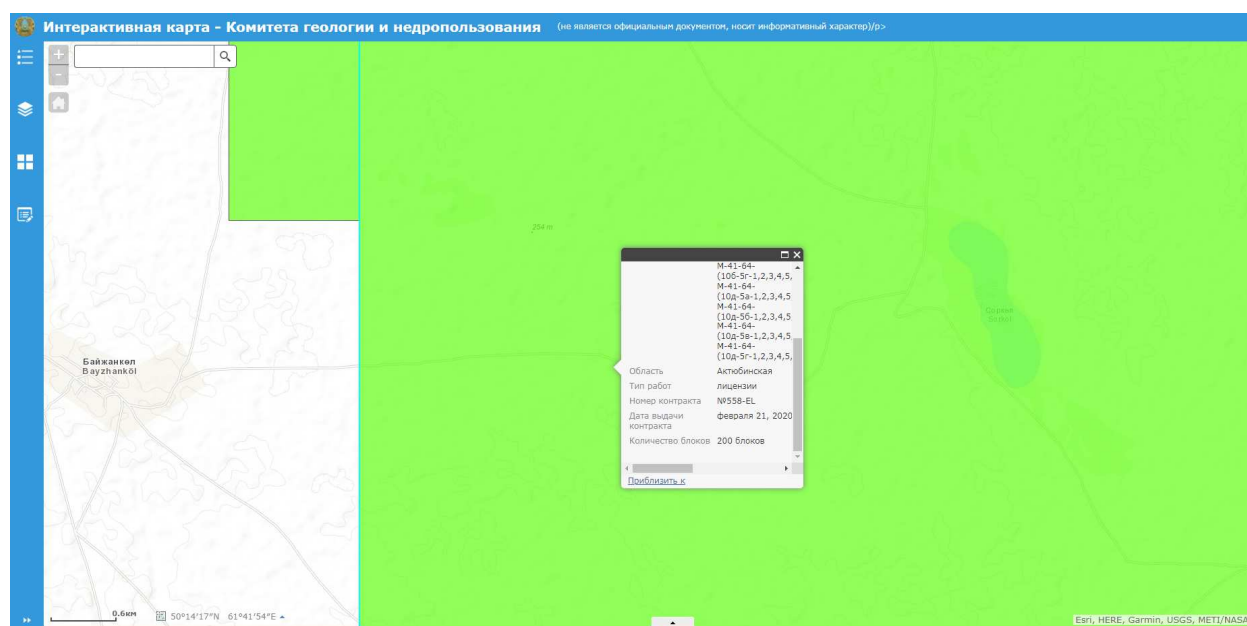 Интерактивная карта - Комитета геологии и недропользования (не является официальным документом, носит информативный характер)/p>
254 m
М-41-64-
(10б-5г-1,2,3,4,5,
М-41-64-
(10д-5а-1,2,3,4,5
М-41-64-
(10д-5б-1,2,3,4,5
М-41-64-
(10д-5в-1,2,3,4,5
М-41-64-
(10д-5г-1,2,3,4,5,
Область Актюбинская
Тип работ лицензии
Номер контракта №558-EL
Дата выдачи контракта февраля 21, 2020
Количество блоков 200 блоков
Приблизить к
Байжанкөл
Bayzhanköl
0.6км 50°14'17"N 61°41'54"E
Esri, HERE, Garmin, USGS, METI/NASA